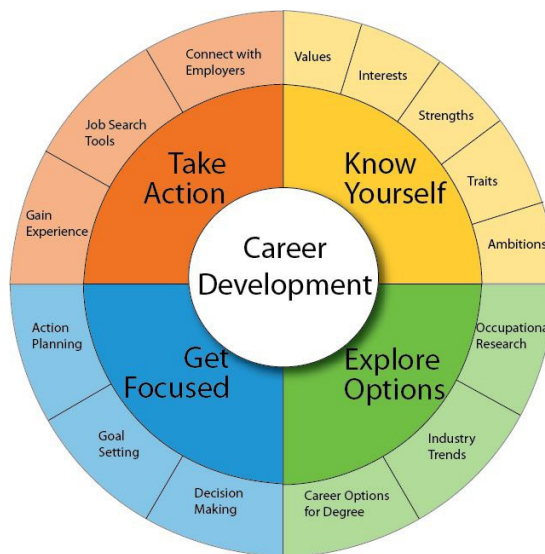 Career
Development
Know
Yourself
Values
Interests
Strengths
Traits
Ambitions
Explore
Options
Occupational
Research
Industry
Trends
Career Options
for Degree
Get
Focused
Decision
Making
Goal
Setting
Action
Planning
Take
Action
Gain
Experience
Job Search
Tools
Connect with
Employers